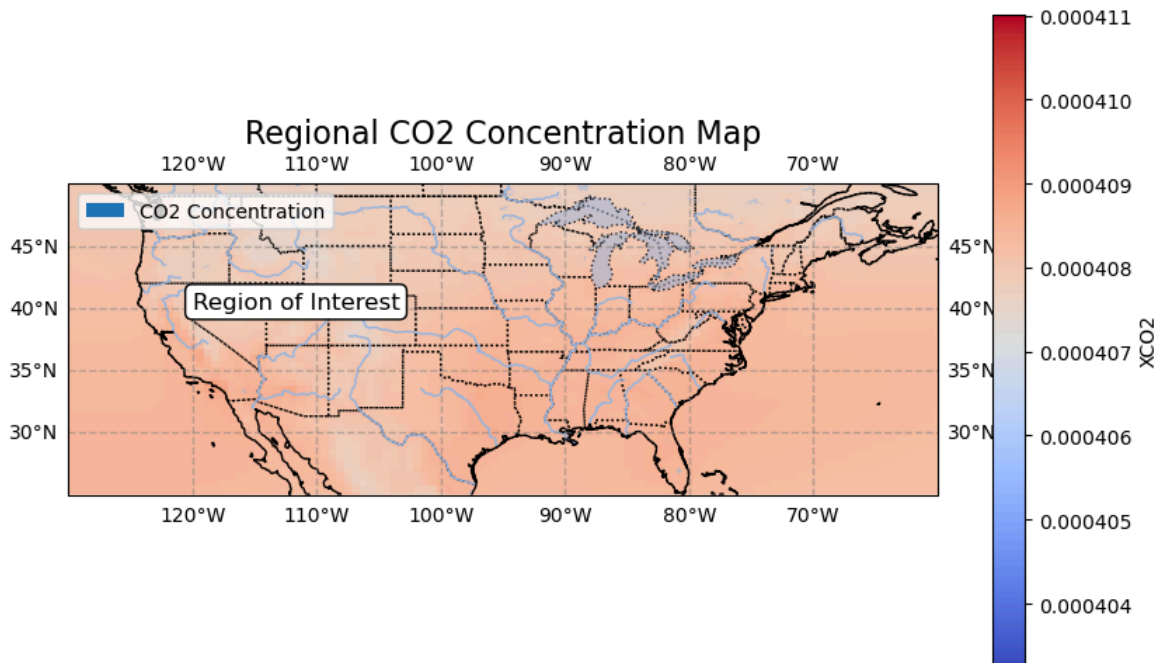 Regional CO2 Concentration Map
120°W 110°W 100°W 90°W 80°W 70°W
CO2 Concentration
45°N 45°N
40°N 40°N
35°N 35°N
30°N 30°N
Region of Interest
120°W 110°W 100°W 90°W 80°W 70°W
0.000411
0.000410
0.000409
0.000408
0.000407
0.000406
0.000405
0.000404
XCO2